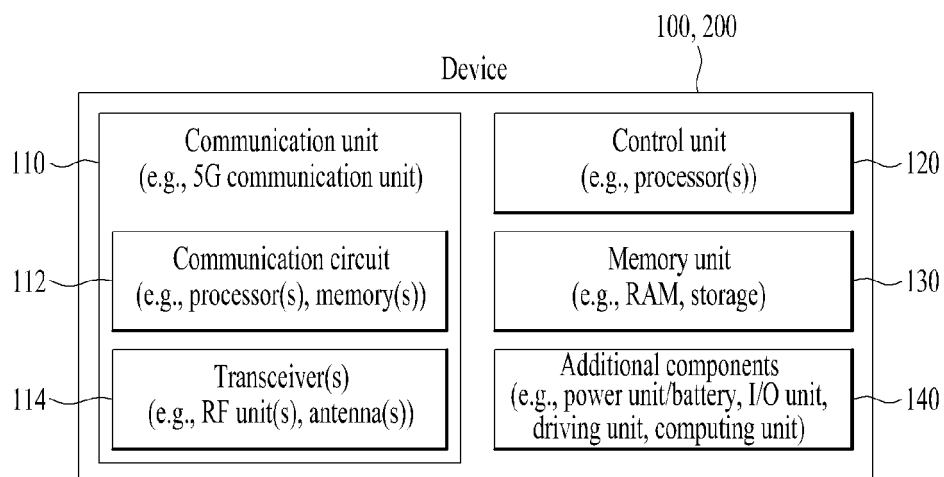 100, 200
Device
110
Communication unit
(e.g., 5G communication unit)
112
Communication circuit
(e.g., processor(s), memory(s))
114
Transceiver(s)
(e.g., RF unit(s), antenna(s))
Control unit
(e.g., processor(s))
120
Memory unit
(e.g., RAM, storage)
130
Additional components
(e.g., power unit/battery, I/O unit,
driving unit, computing unit)
140